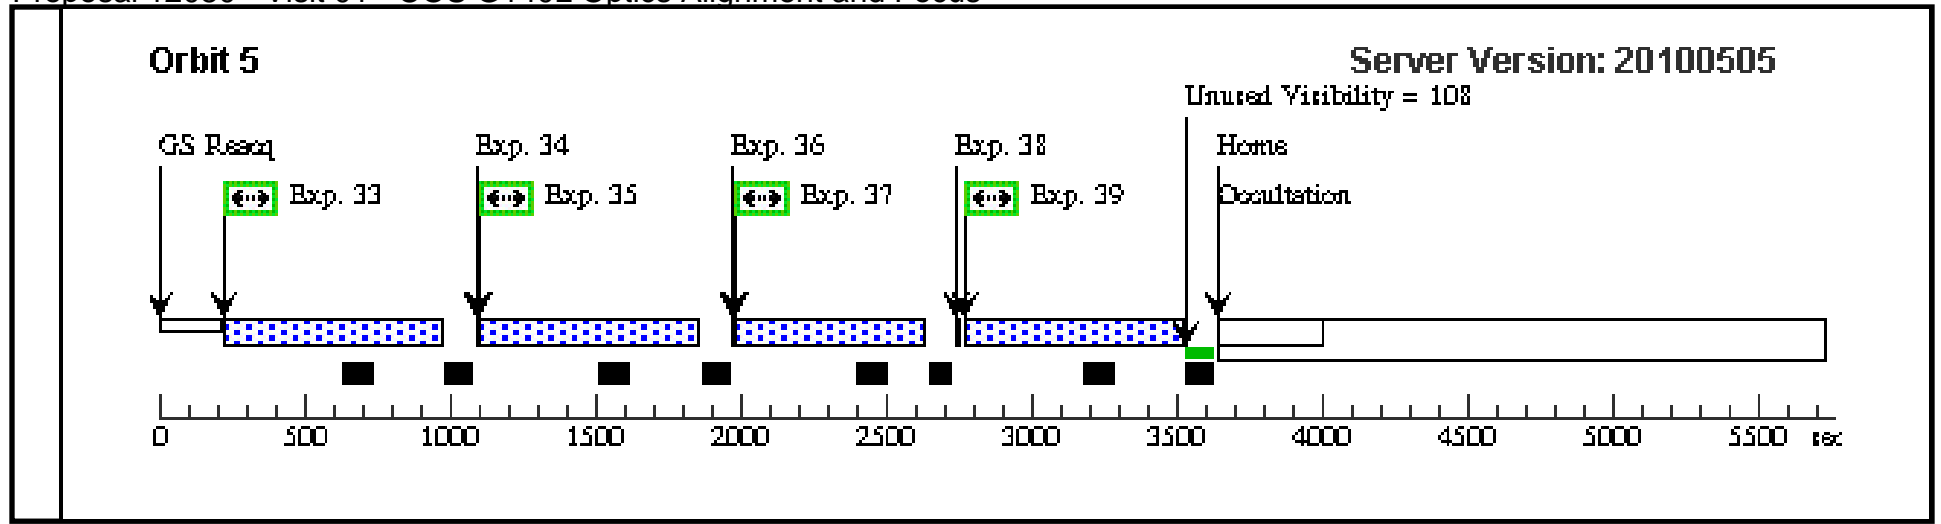 Orbit 5
Server Version: 20100505
Unused Visibility = 108
GS Reacq
Exp. 34
Exp. 36
Exp. 38
Home
Exp. 33
Exp. 35
Exp. 37
Exp. 39
Occultation
0 500 1000 1500 2000 2500 3000 3500 4000 4500 5000 5500 sec